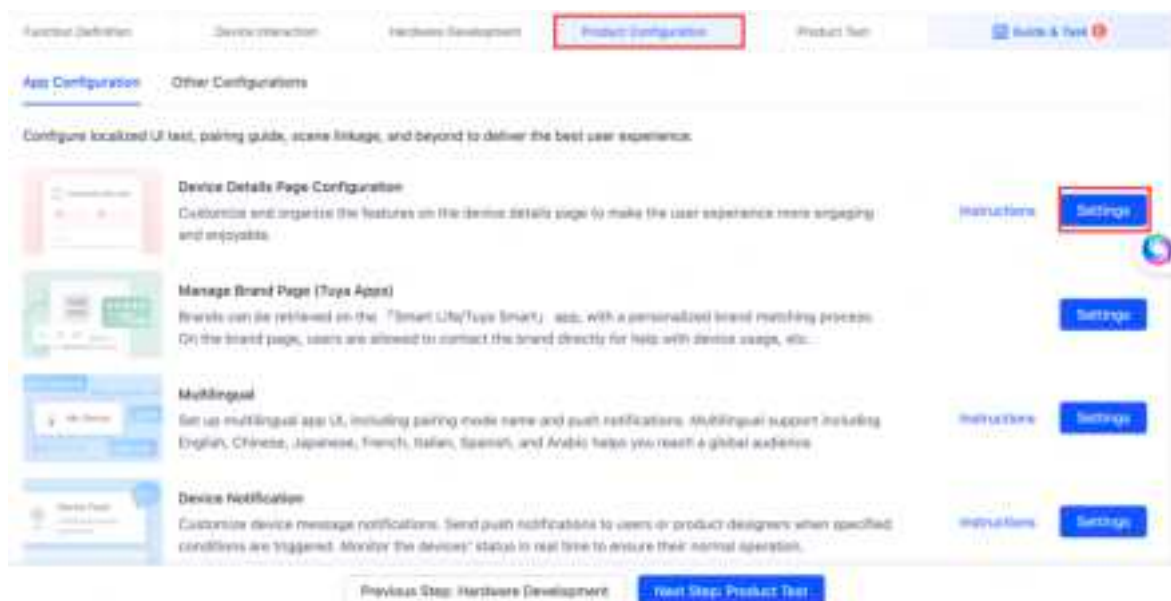 Function Definition
Device Interaction
Hardware Development
Product Configuration
Product Test
Guide & Task
App Configuration
Other Configurations
Configure localized UI text, pairing guide, scene linkage, and beyond to deliver the best user experience.
Device Details Page Configuration
Customize and organize the features on the device details page to make the user experience more engaging
and enjoyable.
Instructions
Settings
Manage Brand Page (Tuya Apps)
Brands can be retrieved on the 「Smart Life/Tuya Smart」 app, with a personalized brand matching process.
On the brand page, users are allowed to contact the brand directly for help with device usage, etc.
Settings
Multilingual
Set up multilingual app UI, including pairing mode name and push notifications. Multilingual support including
English, Chinese, Japanese, French, Italian, Spanish, and Arabic helps you reach a global audience.
Instructions
Settings
Device Notification
Customize device message notifications. Send push notifications to users or product designers when specified
conditions are triggered. Monitor the devices' status in real time to ensure their normal operation.
Instructions
Settings
Previous Step: Hardware Development
Next Step: Product Test